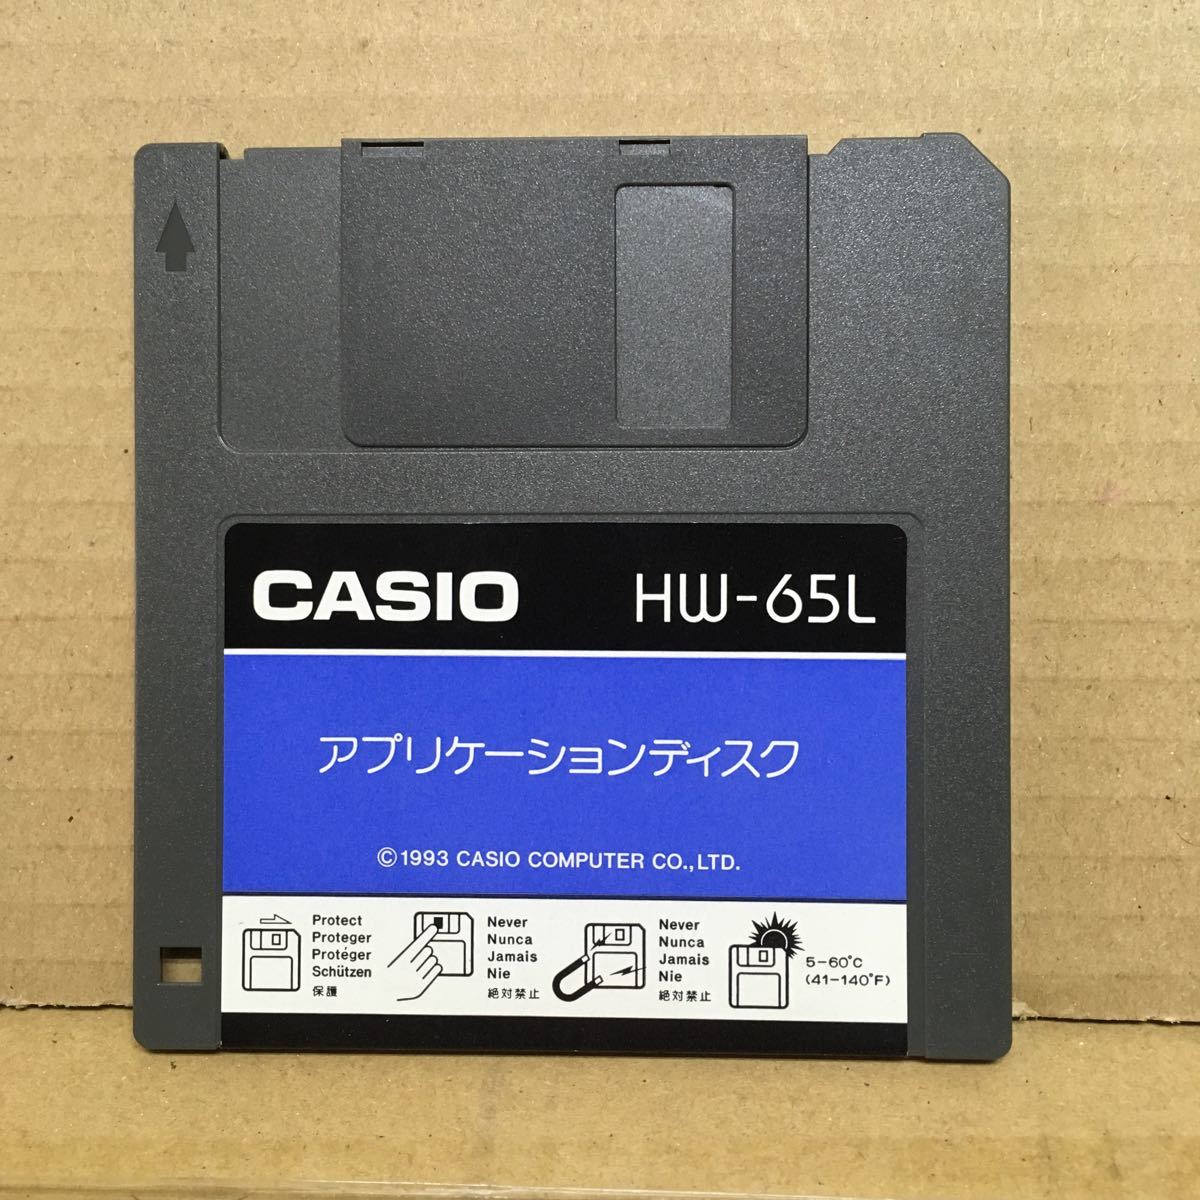 CASIO HW-65L
アプリケーションディスク
©1993 CASIO COMPUTER CO.,LTD.
Protect
Proteger
Protéger
Schützen
保護
Never
Nunca
Jamais
Nie
絶対禁止
Never
Nunca
Jamais
Nie
絶対禁止
5-60°C
(41-140°F)